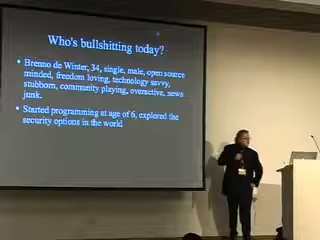 Who's bullshitting today?
• Brenno de Winter, 34, single, male, open source
minded, freedom loving, technology savvy,
stubborn, community playing, overactive, news
junk.
• Started programming at age of 6, explored the
security options in the world